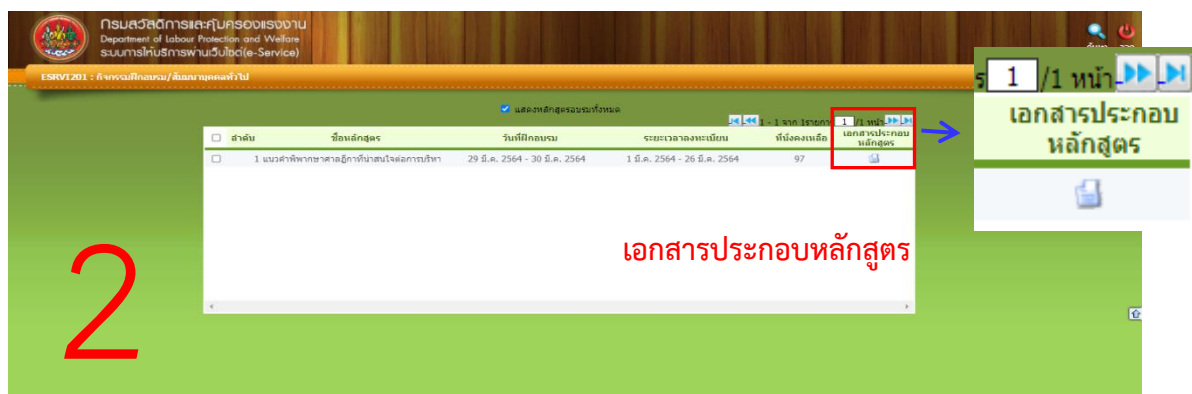 กรมสวัสดิการและคุ้มครองแรงงาน
Department of Labour Protection and Welfare
ระบบการให้บริการผ่านเว็บไซต์(e-Service)
ESRV1201 : กิจกรรมฝึกอบรม/สัมมนาบุคคลทั่วไป
แสดงหลักสูตรอบรมทั้งหมด
1 - 1 จาก 1รายการ 1 /1 หน้า
ลำดับ ชื่อหลักสูตร วันที่ฝึกอบรม ระยะเวลาลงทะเบียน ที่นั่งคงเหลือ เอกสารประกอบ
หลักสูตร
1 แนวคำพิพากษาศาลฎีกาที่น่าสนใจต่อการบริหา 29 มี.ค. 2564 - 30 มี.ค. 2564 1 มี.ค. 2564 - 26 มี.ค. 2564 97
ร 1 /1 หน้า
เอกสารประกอบ
หลักสูตร
เอกสารประกอบหลักสูตร
2